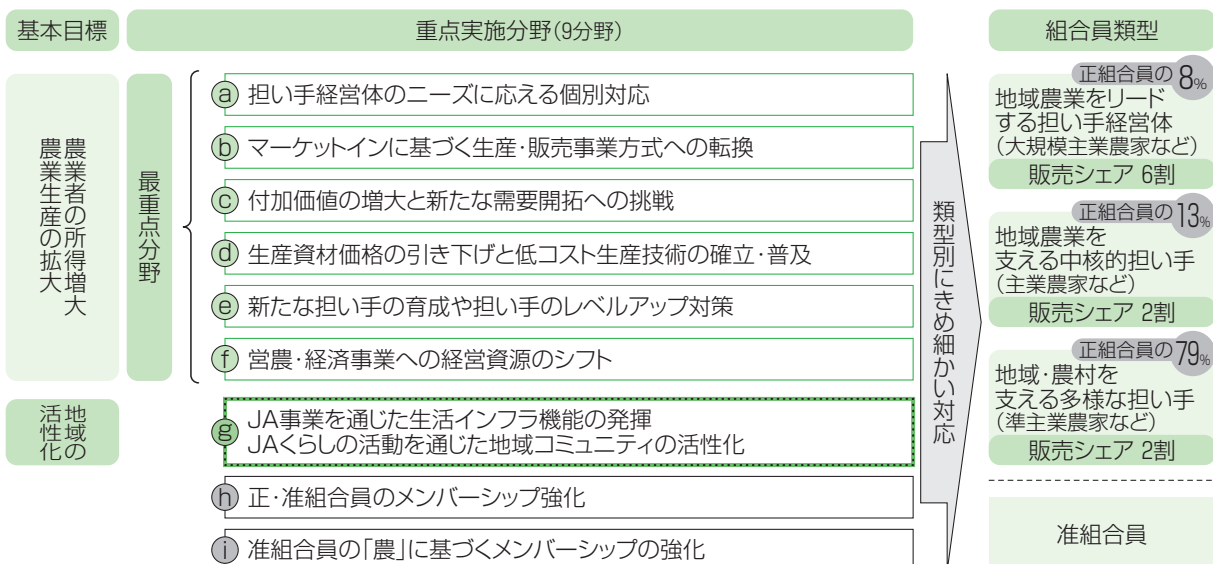 基本目標
重点実施分野(9分野)
組合員類型
農業者の所得増大
農業生産の拡大
最重点分野
ⓐ 担い手経営体のニーズに応える個別対応
ⓑ マーケットインに基づく生産・販売事業方式への転換
ⓒ 付加価値の増大と新たな需要開拓への挑戦
ⓓ 生産資材価格の引き下げと低コスト生産技術の確立・普及
ⓔ 新たな担い手の育成や担い手のレベルアップ対策
ⓕ 営農・経済事業への経営資源のシフト
地域の
活性化
ⓖ JA事業を通じた生活インフラ機能の発揮
JAくらしの活動を通じた地域コミュニティの活性化
ⓗ 正・准組合員のメンバーシップ強化
ⓘ 准組合員の「農」に基づくメンバーシップの強化
類型別にきめ細かい対応
正組合員の8%
地域農業をリード
する担い手経営体
(大規模主業農家など)
販売シェア 6割
正組合員の13%
地域農業を
支える中核的担い手
(主業農家など)
販売シェア 2割
正組合員の79%
地域・農村を
支える多様な担い手
(準主業農家など)
販売シェア 2割
准組合員